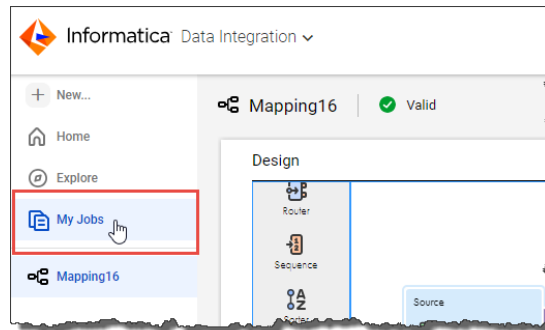 Informatica Data Integration
New...
Mapping16
Valid
Home
Design
Explore
Router
My Jobs
Sequence
Mapping16
Source